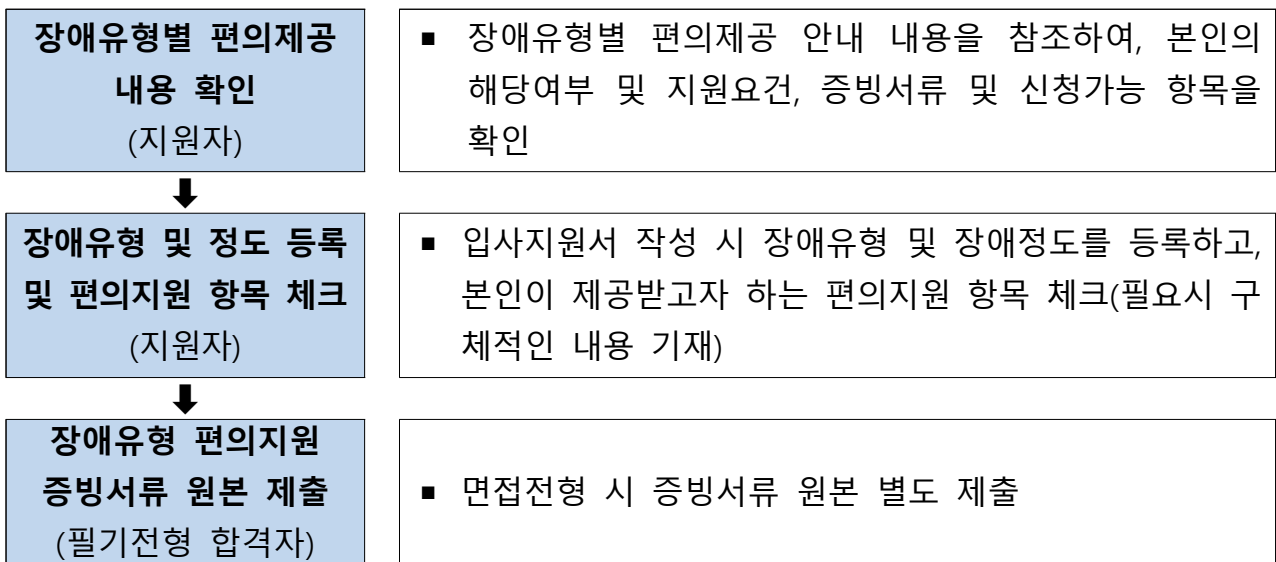 장애유형별 편의제공
내용 확인
(지원자)
■ 장애유형별 편의제공 안내 내용을 참조하여, 본인의
해당여부 및 지원요건, 증빙서류 및 신청가능 항목을
확인
장애유형 및 정도 등록
및 편의지원 항목 체크
(지원자)
■ 입사지원서 작성 시 장애유형 및 장애정도를 등록하고,
본인이 제공받고자 하는 편의지원 항목 체크(필요시 구
체적인 내용 기재)
장애유형 편의지원
증빙서류 원본 제출
(필기전형 합격자)
■ 면접전형 시 증빙서류 원본 별도 제출